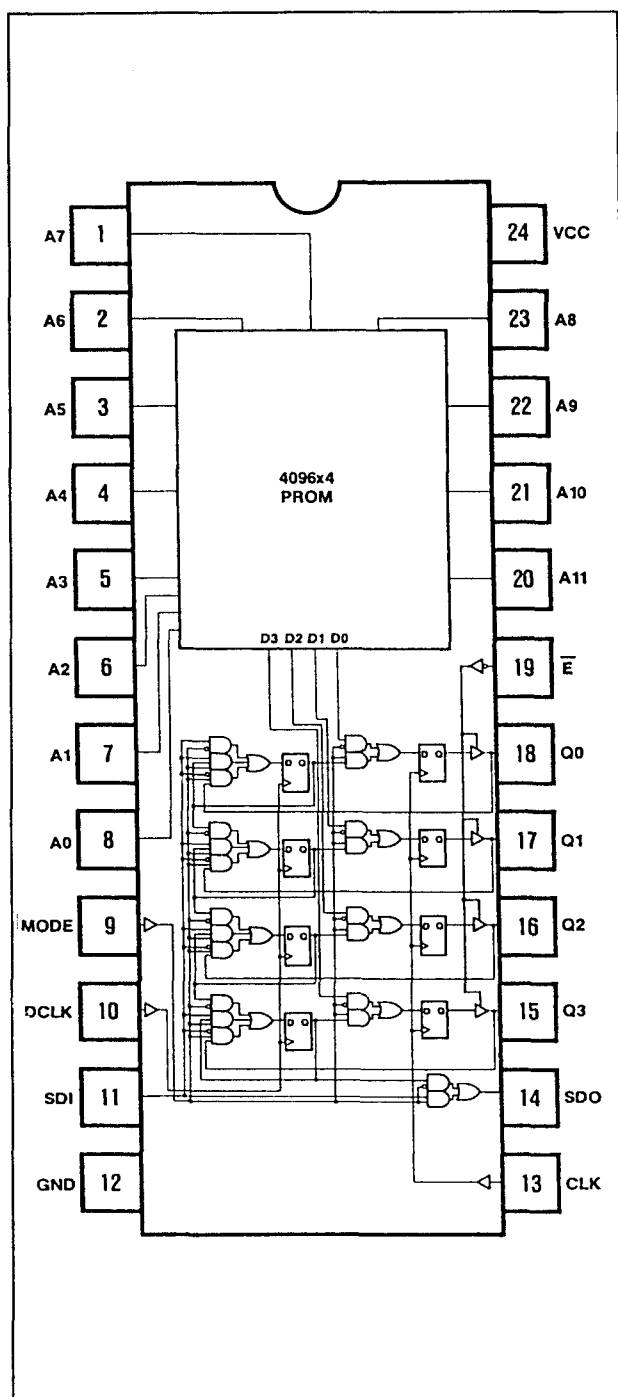 A7 1 24 VCC
A6 2 23 A8
A5 3 22 A9
4096x4
PROM
A4 4 21 A10
A3 5 20 A11
D3 D2 D1 D0
A2 6 19 E
A1 7 18 Q0
A0 8 17 Q1
MODE 9 16 Q2
DCLK 10 15 Q3
SDI 11 14 SDO
GND 12 13 CLK